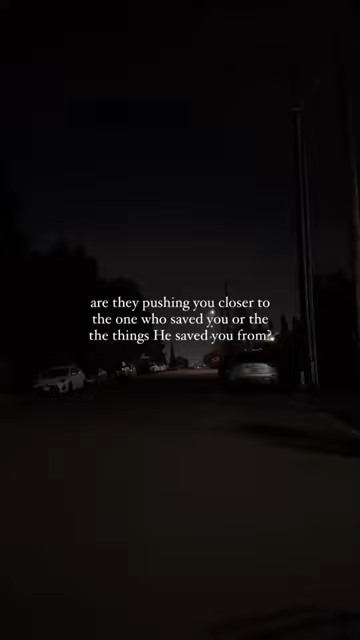 are they pushing you closer to
the one who saved you or the
the things He saved you from?